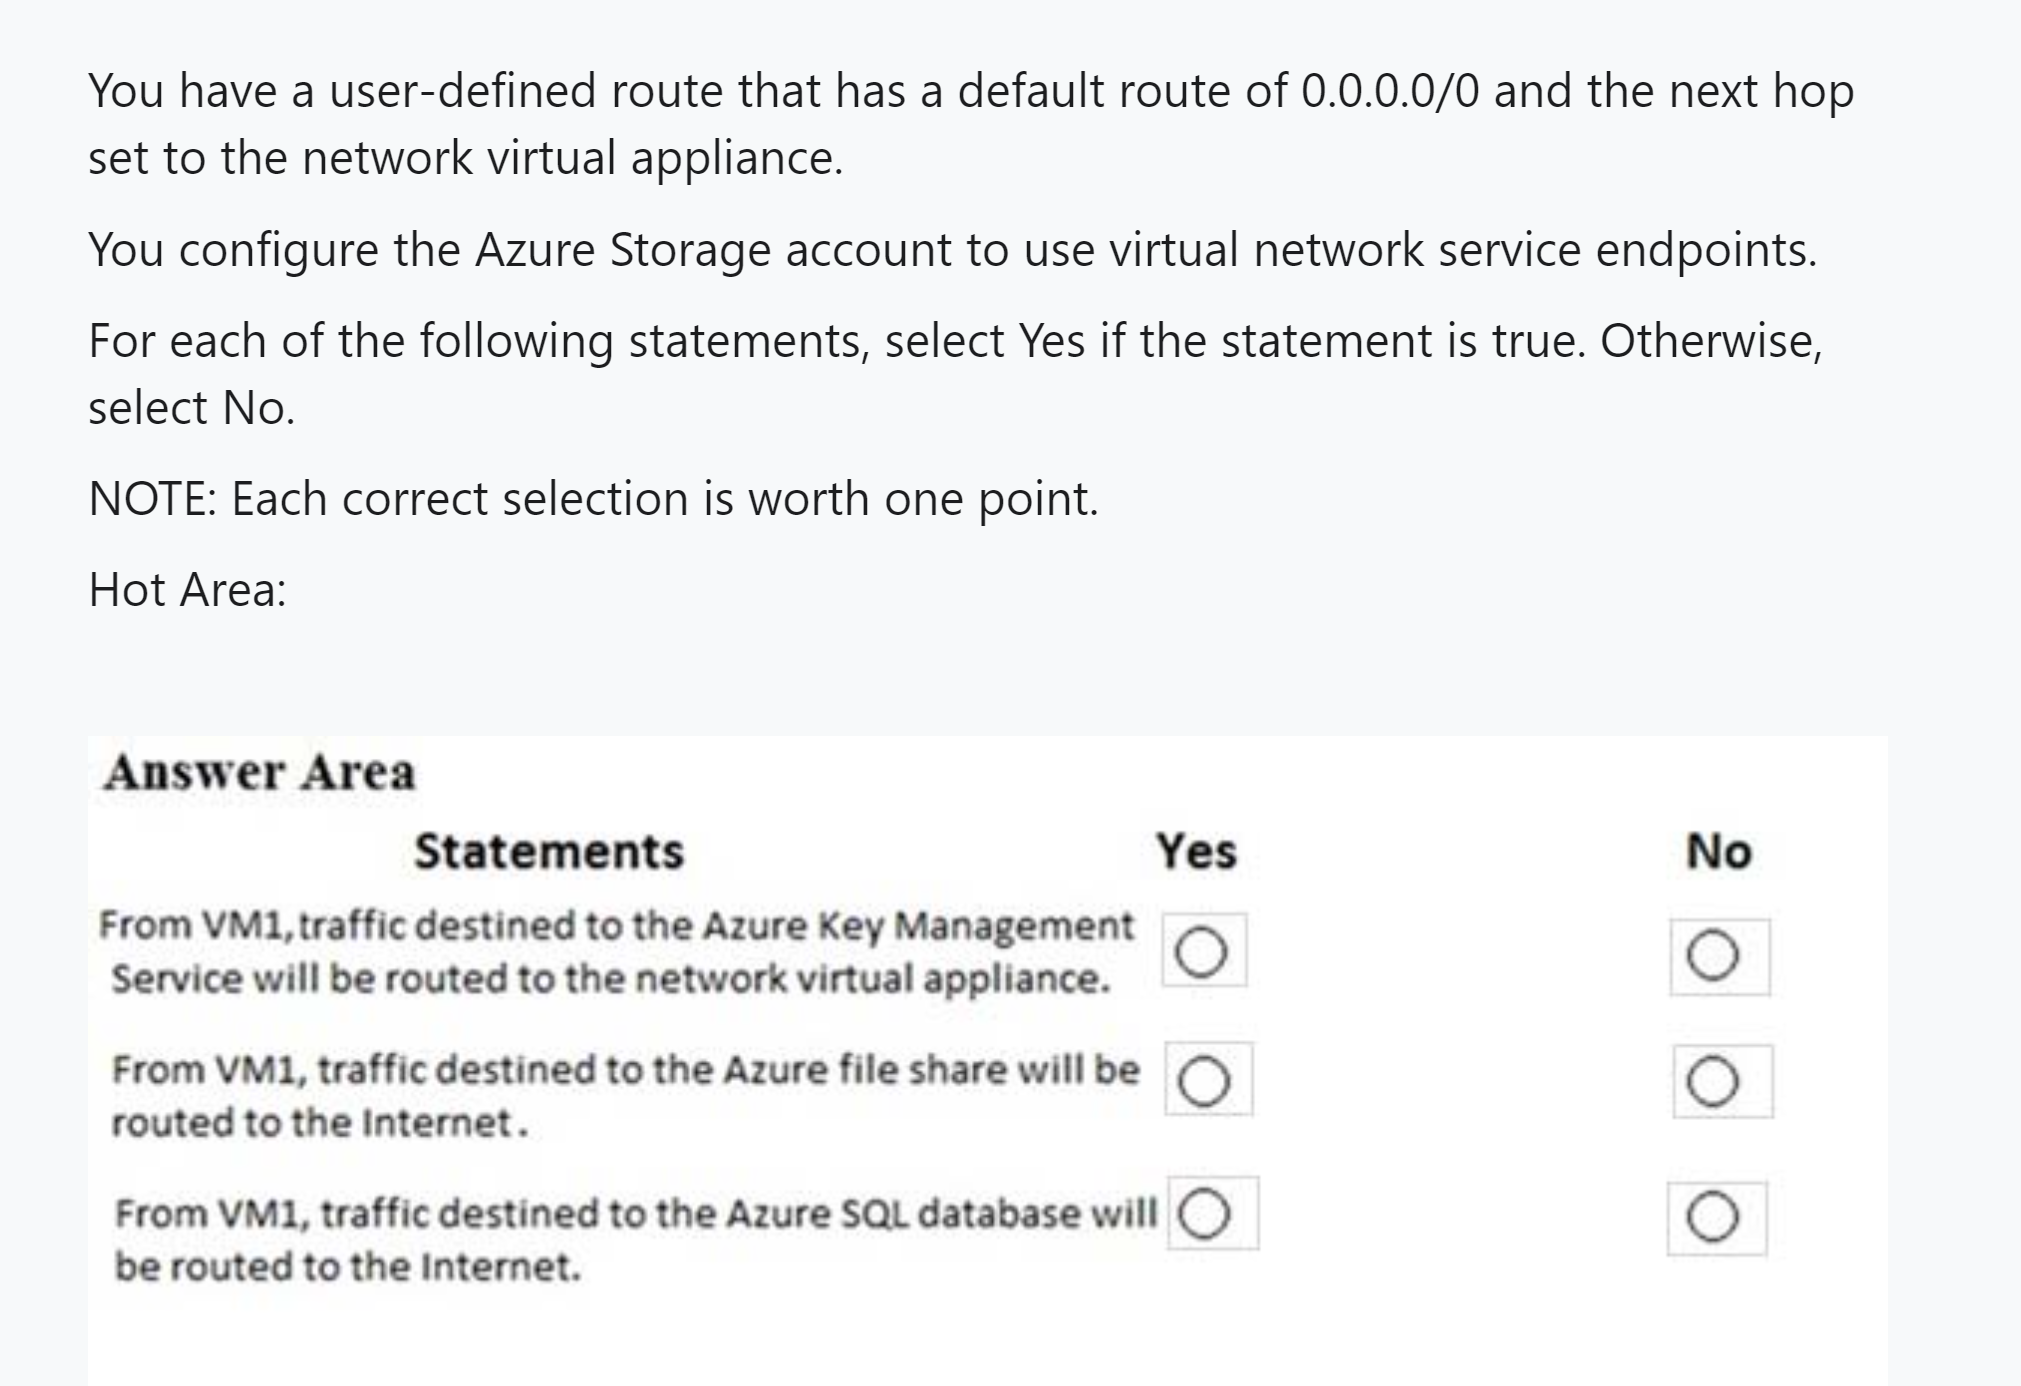 You have a user-defined route that has a default route of 0.0.0.0/0 and the next hop
set to the network virtual appliance.
You configure the Azure Storage account to use virtual network service endpoints.
For each of the following statements, select Yes if the statement is true. Otherwise,
select No.
NOTE: Each correct selection is worth one point.
Hot Area:
Answer Area
Statements Yes No
From VM1, traffic destined to the Azure Key Management
Service will be routed to the network virtual appliance.
From VM1, traffic destined to the Azure file share will be
routed to the Internet.
From VM1, traffic destined to the Azure SQL database will
be routed to the Internet.